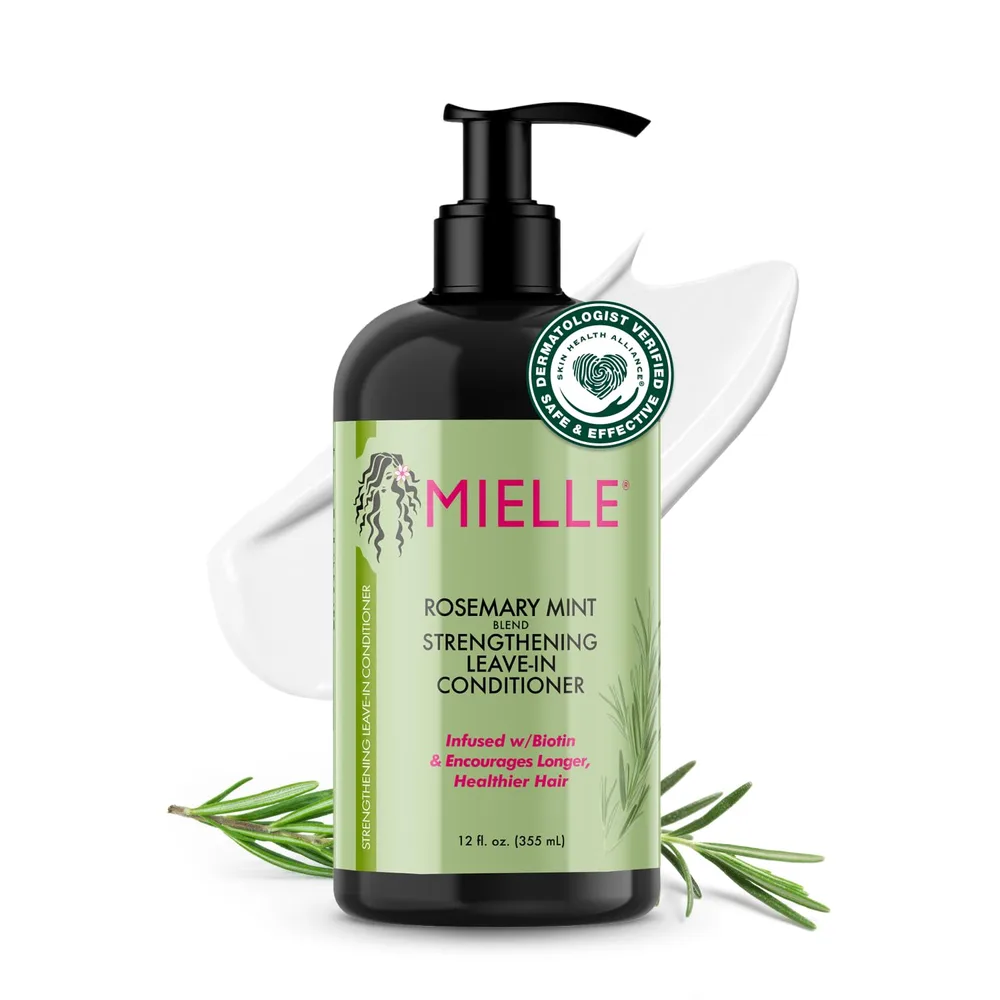 DERMATOLOGIST VERIFIED
SKIN HEALTH ALLIANCE®
SAFE & EFFECTIVE
MIELLE®
ROSEMARY MINT
BLEND
STRENGTHENING
LEAVE-IN
CONDITIONER
Infused w/Biotin
& Encourages Longer,
Healthier Hair
12 fl. oz. (355 mL)
STRENGTHENING LEAVE-IN CONDITIONER